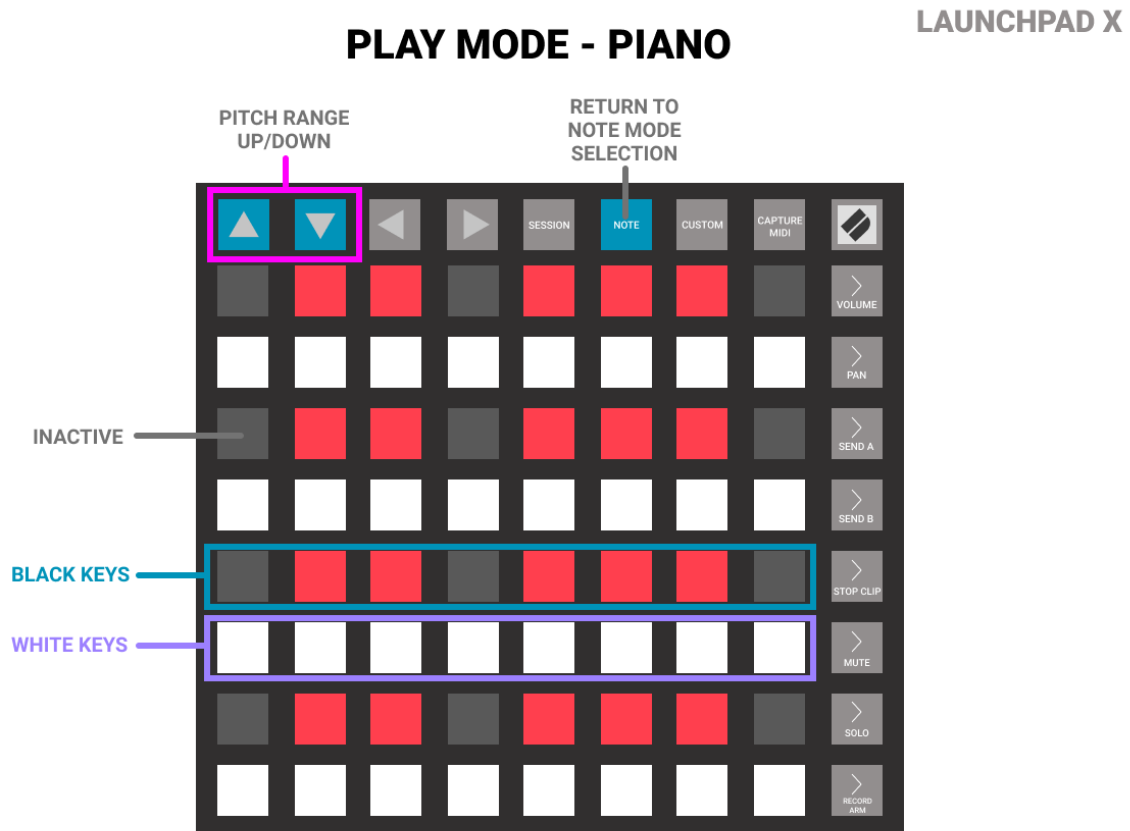 LAUNCHPAD X
PLAY MODE - PIANO
PITCH RANGE
UP/DOWN
RETURN TO
NOTE MODE
SELECTION
SESSION
NOTE
CUSTOM
CAPTURE
MIDI
VOLUME
PAN
INACTIVE
SEND A
SEND B
BLACK KEYS
STOP CLIP
WHITE KEYS
MUTE
SOLO
RECORD
ARM